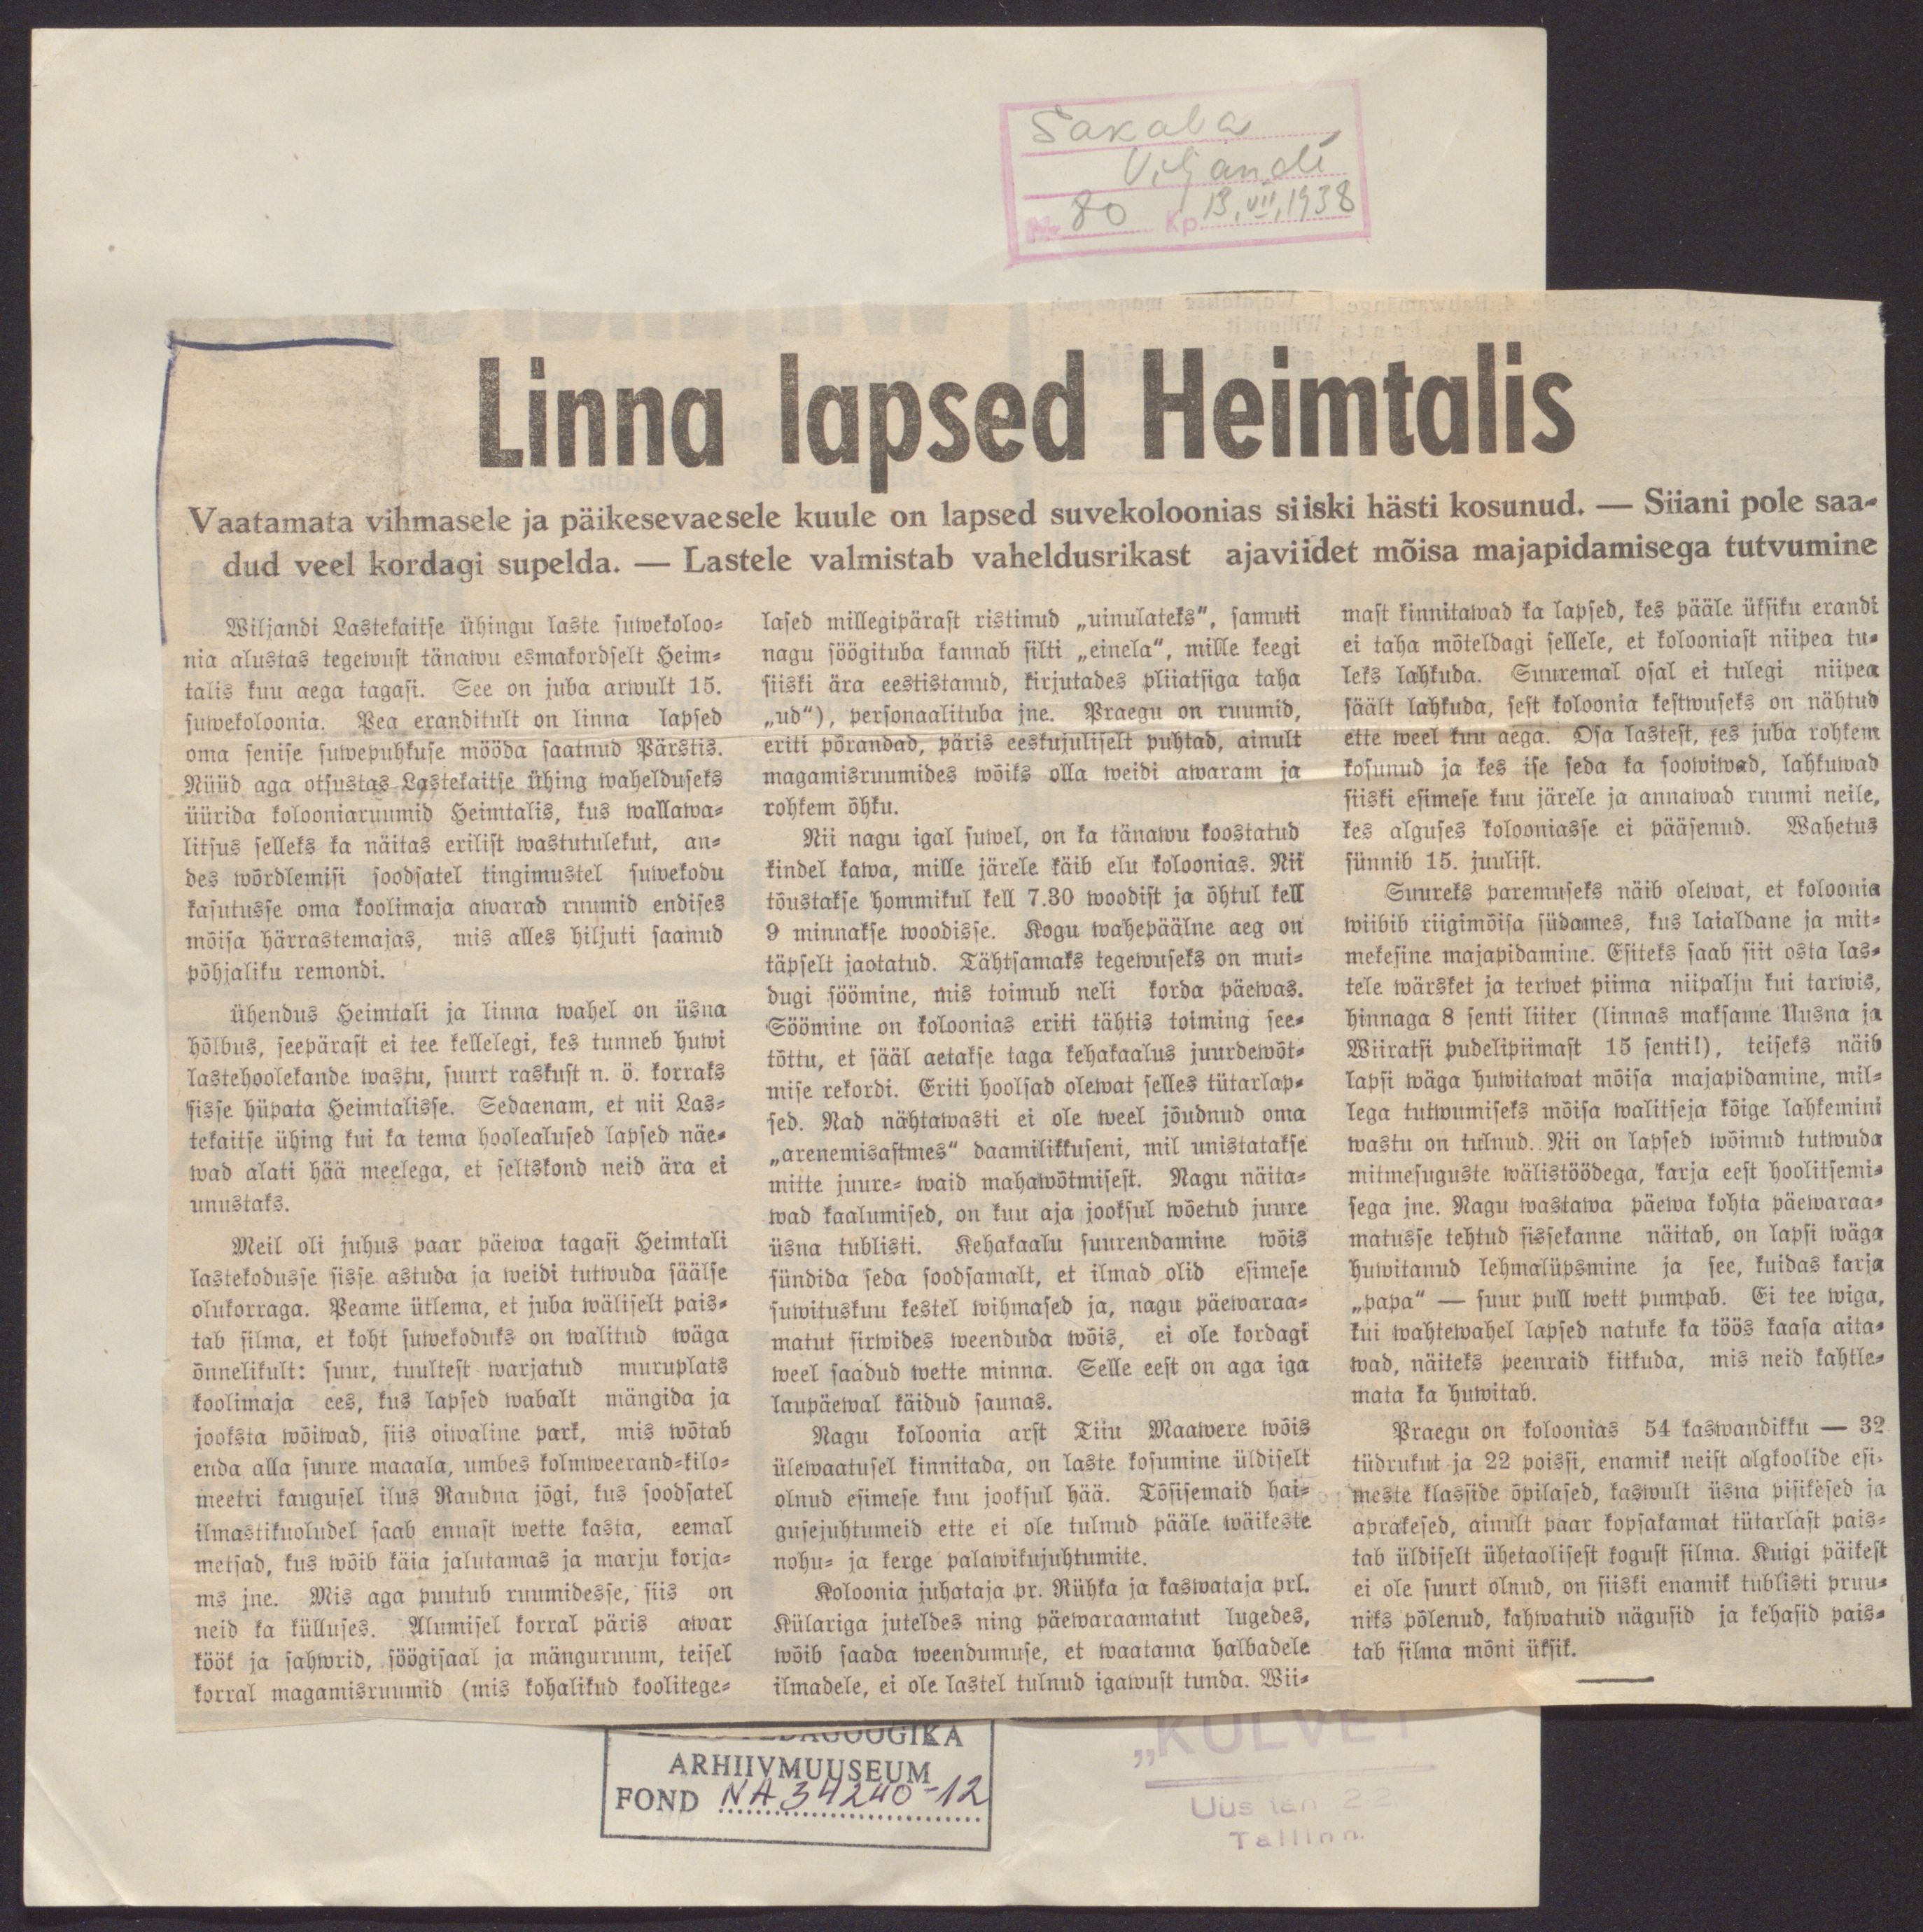 Sakala
Viljandi
Nr. 80 Kp. 13.VII.1938
Linna lapsed Heimtalis
Vaatamata vihmasele ja päikesevaesele kuule on lapsed suvekoloonias siiski hästi kosunud. — Siiani pole saa-
dud veel kordagi supelda. — Lastele valmistab vaheldusrikast ajaviidet mõisa majapidamisega tutvumine
Wiljandi Lastekaitse ühingu laste suwekoloo-
nia alustas tegewust tänawu esmakordselt Heim-
talis kuu aega tagasi. See on juba arwult 15.
suwekoloonia. Pea eranditult on linna lapsed
oma senise suwepuhkuse mööda saatnud Pärstis.
Nüüd aga otsustas Lastekaitse ühing wahelduseks
üürida kolooniaruumid Heimtalis, kus wallawa-
litsus selleks ka näitas erilist wastutulekut, an-
des wõrdlemisi soodsatel tingimustel suwekodu
kasutusse oma koolimaja awarad ruumid endises
mõisa härrastemajas, mis alles hiljuti saanud
põhjaliku remondi.
ühendus Heimtali ja linna wahel on üsna
hõlbus, seepärast ei tee kellelegi, kes tunneb huwi
lastehoolekande wastu, suurt raskust n. ö. korraks
sisse hüpata Heimtalisse. Sedaenam, et nii Las-
tekaitse ühing kui ka tema hoolealused lapsed näe-
wad alati hää meelega, et seltskond neid ära ei
unustaks.
Meil oli juhus paar päewa tagasi Heimtali
lastekodusse sisse astuda ja weidi tutwuda säälse
olukorraga. Peame ütlema, et juba wäliselt pais-
tab silma, et koht suwekoduks on walitud wäga
õnnelikult: suur, tuultest warjatud muruplats
koolimaja ees, kus lapsed wabalt mängida ja
jooksta wõiwad, siis oiwaline park, mis wõtab
enda alla suure maaala, umbes kolmweerand-kilo-
meetri kaugusel ilus Raudna jõgi, kus soodsatel
ilmastikuoludel saab ennast wette kasta, eemal
metsad, kus wõib käia jalutamas ja marju korja-
ms jne. Mis aga puutub ruumidesse, siis on
neid ka külluses. Alumisel korral päris awar
köök ja sahwrid, söögisaal ja mänguruum, teisel
korral magamisruumid (mis kohalikud koolitege-
lased millegipärast ristinud „uinulateks“, samuti
nagu söögituba kannab silti „einela“, mille keegi
siiski ära eestistanud, kirjutades pliiatsiga taha
„ud“), personaalituba jne. Praegu on ruumid,
eriti põrandad, päris eeskujuliselt puhtad, ainult
magamisruumides wõiks olla weidi awaram ja
rohkem õhku.
Nii nagu igal suwel, on ka tänawu koostatud
kindel kawa, mille järele käib elu koloonias. Nii
tõustakse hommikul kell 7.30 woodist ja õhtul kell
9 minnakse woodisse. Kogu wahepäälne aeg on
täpselt jaotatud. Tähtsamaks tegewuseks on mui-
dugi söömine, mis toimub neli korda päewas.
Söömine on koloonias eriti tähtis toiming see-
tõttu, et sääl aetakse taga kehakaalus juurdewõt-
mise rekordi. Eriti hoolsad olewat selles tütarlap-
sed. Nad nähtawasti ei ole weel jõudnud oma
„arenemisastmes“ daamilikkuseni, mil unistatakse
mitte juure- waid mahawõtmisest. Nagu näita-
wad kaalumised, on kuu aja jooksul wõetud juure
üsna tublisti. Kehakaalu suurendamine wõis
sündida seda soodsamalt, et ilmad olid esimese
suwituskuu kestel wihmased ja, nagu päewaraa-
matut sirwides weenduda wõis, ei ole kordagi
weel saadud wette minna. Selle eest on aga iga
laupäewal käidud saunas.
Nagu koloonia arst Tiiu Maawere wõis
ülewaatusel kinnitada, on laste kosumine üldiselt
olnud esimese kuu jooksul hää. Tõsisemaid hai-
gusejuhtumeid ette ei ole tulnud pääle wäikeste
nohu- ja kerge palawikujuhtumite.
Koloonia juhataja pr. Rühka ja kaswataja prl.
Külariga juteldes ning päewaraamatut lugedes,
wõib saada weendumuse, et waatama halbadele
ilmadele, ei ole lastel tulnud igawust tunda. Wii-
mast kinnitawad ka lapsed, kes pääle üksiku erandi
ei taha mõteldagi sellele, et kolooniast niipea tu-
leks lahkuda. Suuremal osal ei tulegi niipea
säält lahkuda, sest koloonia kestwuseks on nähtud
ette weel kuu aega. Osa lastest, kes juba rohkem
kosunud ja kes ise seda ka soowiwad, lahkuwad
siiski esimese kuu järele ja annawad ruumi neile,
kes alguses kolooniasse ei pääsenud. Wahetus
sünnib 15. juulist.
Suureks paremuseks näib olewat, et koloonia
wiibib riigimõisa südames, kus laialdane ja mit-
mekesine majapidamine. Esiteks saab siit osta las-
tele wärsket ja terwet piima niipalju kui tarwis,
hinnaga 8 senti liiter (linnas maksame Uusna ja
Wiiratsi pudelipiimast 15 senti!), teiseks näib
lapsi wäga huwitawat mõisa majapidamine, mil-
lega tutwumiseks mõisa walitseja kõige lahkemini
wastu on tulnud. Nii on lapsed wõinud tutwuda
mitmesuguste wälistöödega, karja eest hoolitsemi-
sega jne. Nagu wastawa päewa kohta päewaraa-
matusse tehtud sissekanne näitab, on lapsi wäga
huwitanud lehmalüpsmine ja see, kuidas karja
„papa“ — suur pull wett pumpab. Ei tee wiga,
kui wahtewahel lapsed natuke ka töös kaasa aita-
wad, näiteks peenraid kitkuda, mis neid kahtle-
mata ka huwitab.
Praegu on koloonias 54 kaswandikku — 32
tüdrukut ja 22 poissi, enamik neist algkoolide esi-
meste klasside õpilased, kaswult üsna pisikesed ja
aprakesed, ainult paar kopsakamat tütarlast pais-
tab üldiselt ühetaolisest kogust silma. Kuigi päikest
ei ole suurt olnud, on siiski enamik tublisti pruu-
niks põlenud, kahwatuid nägusid ja kehasid pais-
tab silma mõni üksik.
ARHIIVMUUSEUM
FOND NA 34240-12
„KULVET“
Uus tän 22
Tallinn.